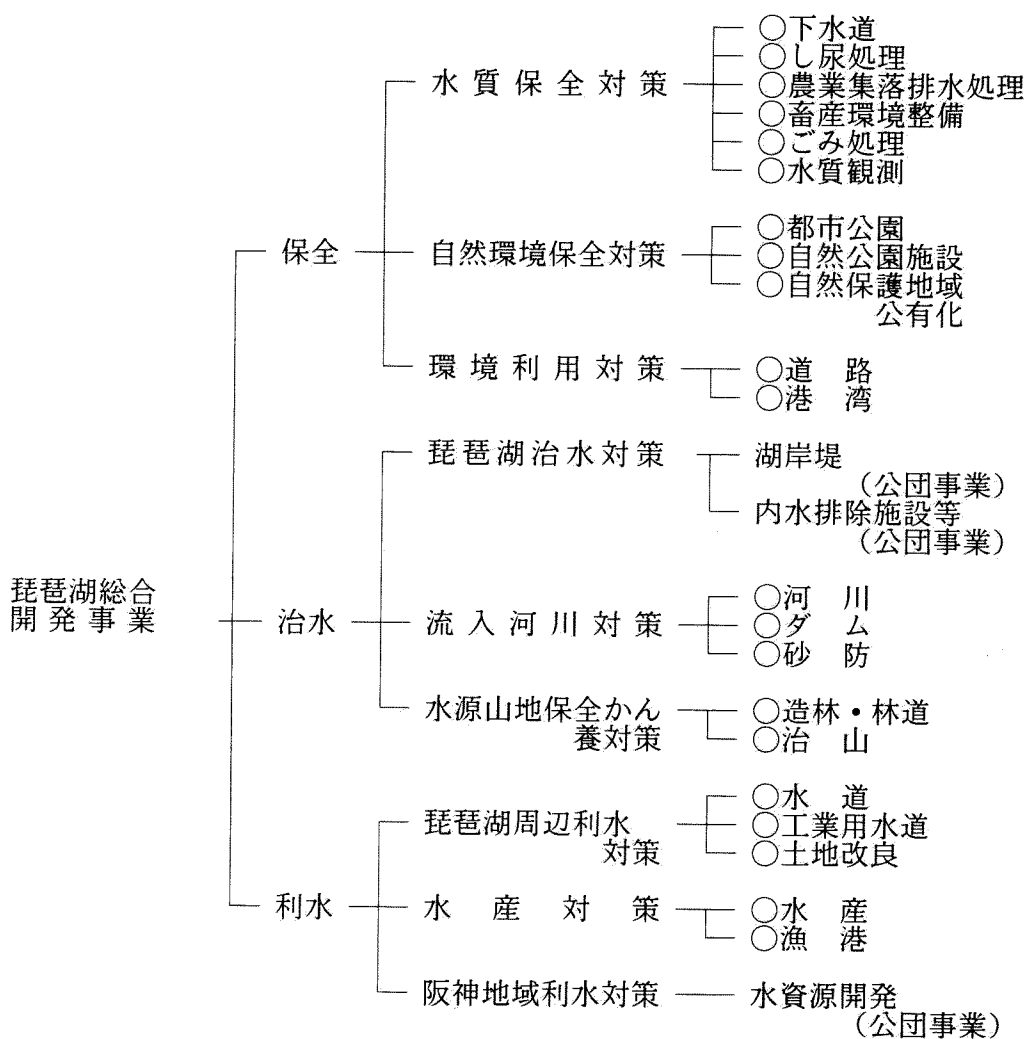 琵琶湖総合
開発事業
保全
水質保全対策
○下水道
○し尿処理
○農業集落排水処理
○畜産環境整備
○ごみ処理
○水質観測
自然環境保全対策
○都市公園
○自然公園施設
○自然保護地域
公有化
環境利用対策
○道　路
○港　湾
治水
琵琶湖治水対策
湖岸堤
（公団事業）
内水排除施設等
（公団事業）
流入河川対策
○河　川
○ダ　ム
○砂　防
水源山地保全かん
養対策
○造林・林道
○治　山
利水
琵琶湖周辺利水
対策
○水　道
○工業用水道
○土地改良
水産対策
○水　産
○漁　港
阪神地域利水対策
水資源開発
（公団事業）